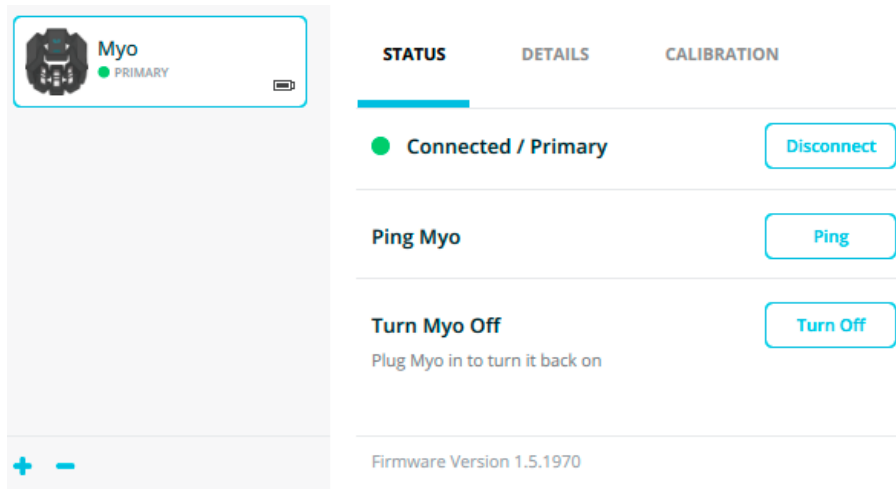 Myo
PRIMARY
STATUS DETAILS CALIBRATION
Connected / Primary Disconnect
Ping Myo Ping
Turn Myo Off Turn Off
Plug Myo in to turn it back on
Firmware Version 1.5.1970